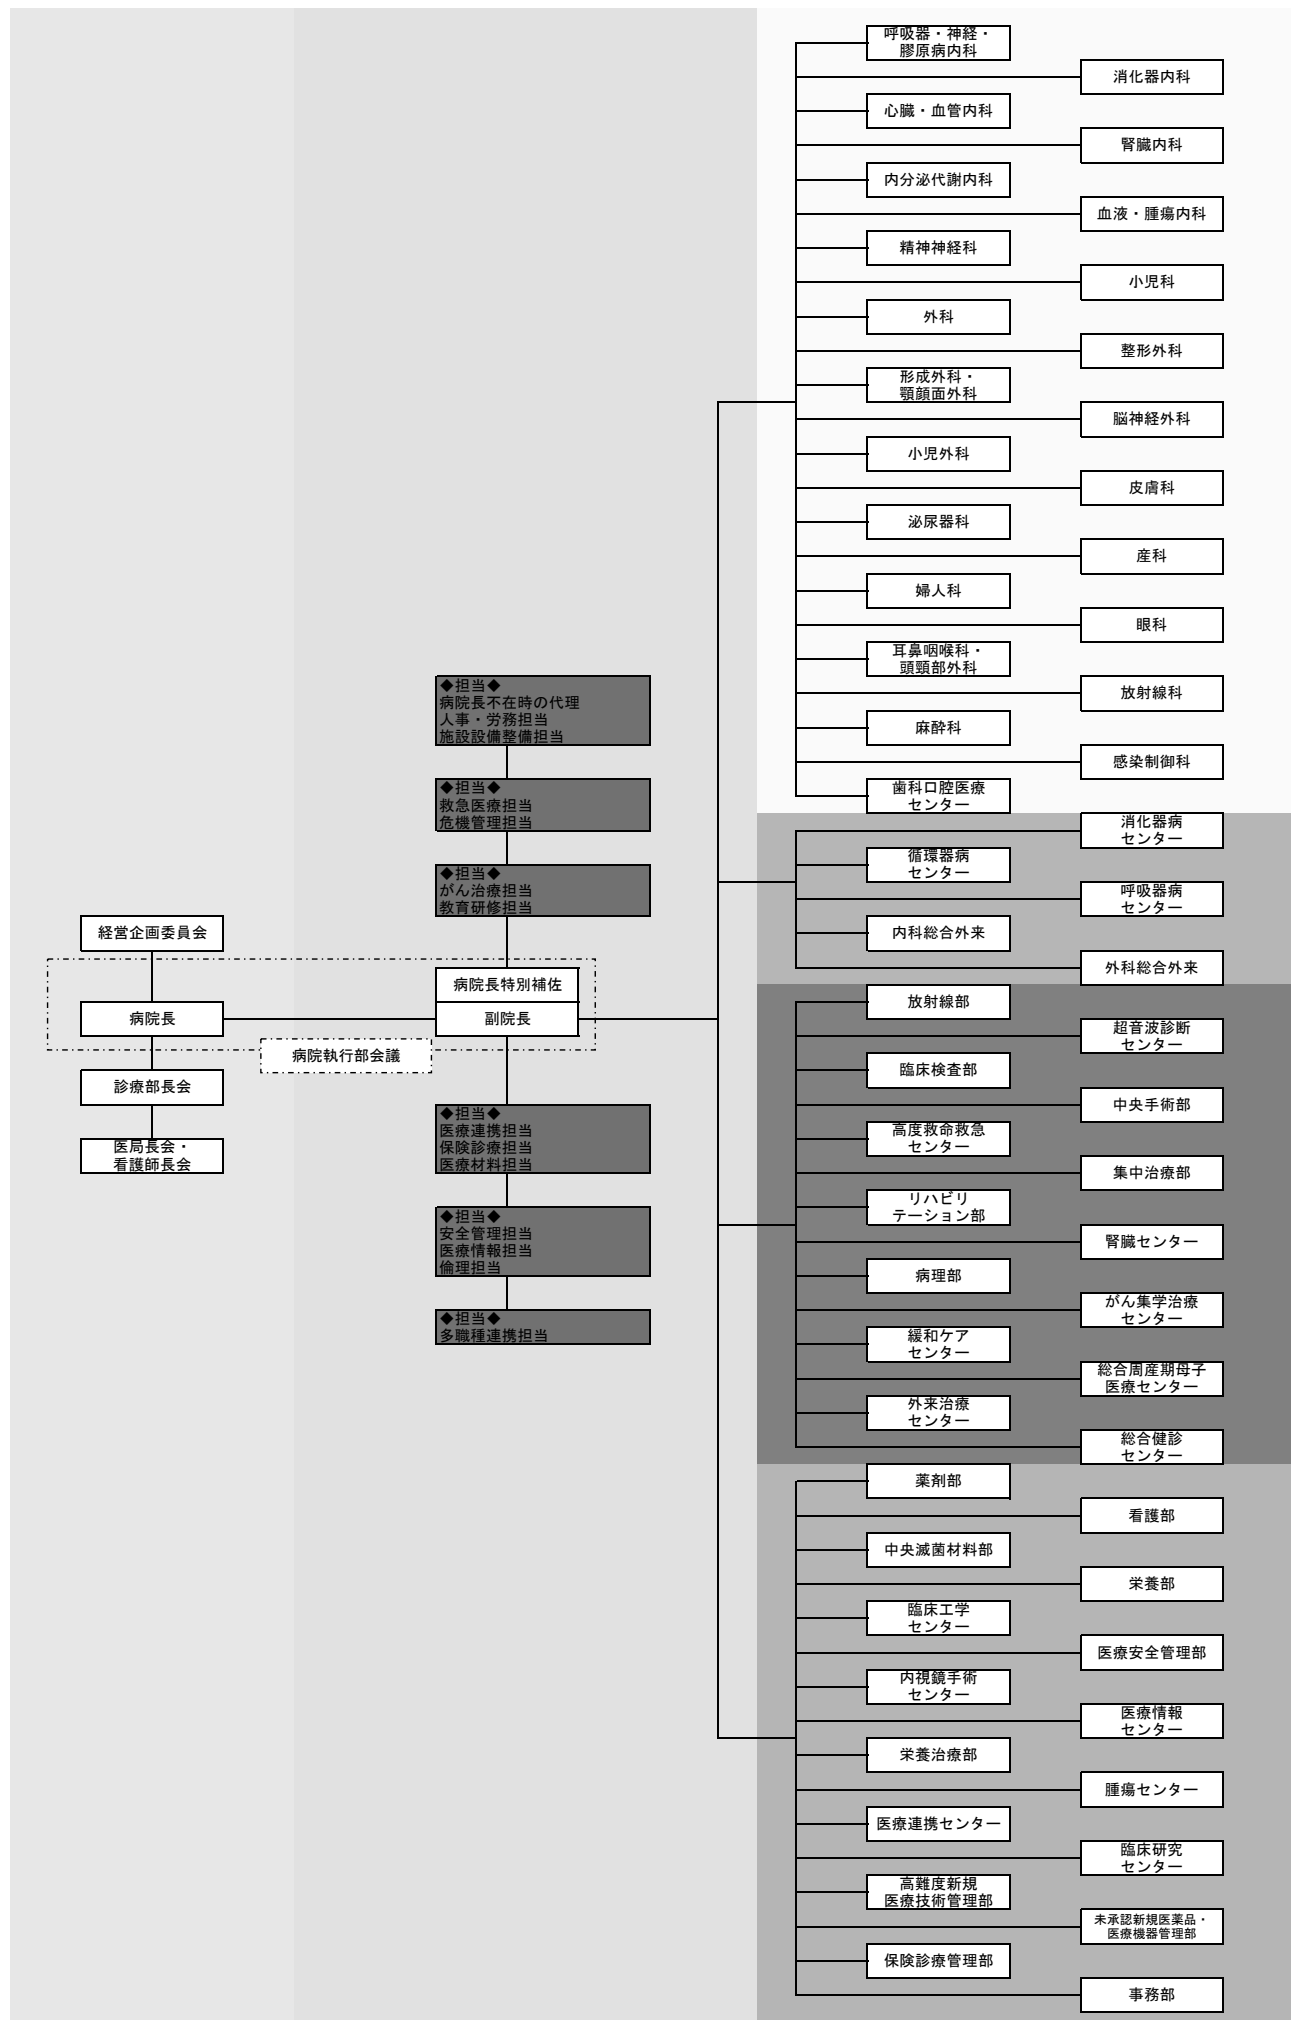 経営企画委員会
病院長
診療部長会
医局長会・
看護師長会
病院執行部会議
◆担当◆
病院長不在時の代理
人事・労務担当
施設設備整備担当
◆担当◆
救急医療担当
危機管理担当
◆担当◆
がん治療担当
教育研修担当
病院長特別補佐
副院長
◆担当◆
医療連携担当
保険診療担当
医療材料担当
◆担当◆
安全管理担当
医療情報担当
倫理担当
◆担当◆
多職種連携担当
呼吸器・神経・
膠原病内科
消化器内科
心臓・血管内科
腎臓内科
内分泌代謝内科
血液・腫瘍内科
精神神経科
小児科
外科
整形外科
形成外科・
顎顔面外科
脳神経外科
小児外科
皮膚科
泌尿器科
産科
婦人科
眼科
耳鼻咽喉科・
頭頸部外科
放射線科
麻酔科
感染制御科
歯科口腔医療
センター
消化器病
センター
循環器病
センター
呼吸器病
センター
内科総合外来
外科総合外来
放射線部
超音波診断
センター
臨床検査部
中央手術部
高度救命救急
センター
集中治療部
リハビリ
テーション部
腎臓センター
病理部
がん集学治療
センター
緩和ケア
センター
総合周産期母子
医療センター
外来治療
センター
総合健診
センター
薬剤部
看護部
中央滅菌材料部
栄養部
臨床工学
センター
医療安全管理部
内視鏡手術
センター
医療情報
センター
栄養治療部
腫瘍センター
医療連携センター
臨床研究
センター
高難度新規
医療技術管理部
未承認新規医薬品・
医療機器管理部
保険診療管理部
事務部